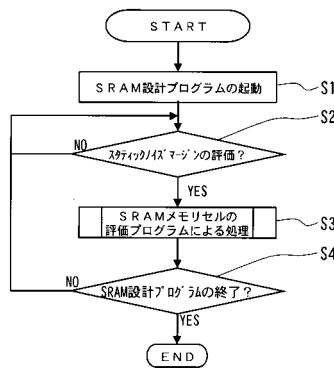 START
SRAM設計プログラムの起動
S1
S2
NO
スタティックノイズマージンの評価？
YES
SRAMメモリセルの
評価プログラムによる処理
S3
S4
NO
SRAM設計プログラムの終了？
YES
END